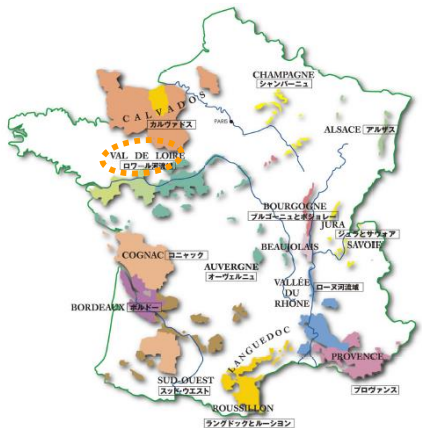 CHAMPAGNE
シャンパーニュ
CALVADOS
カルヴァドス
PARIS
ALSACE アルザス
VAL DE LOIRE
ロワール河流域
BOURGOGNE
ブルゴーニュとボジョレー
JURA
ジュラとサヴォア
BEAUJOLAIS
SAVOIE
COGNAC コニャック
AUVERGNE
オーヴェルニュ
VALLÉE
DU
RHÔNE
ローヌ河流域
BORDEAUX ボルドー
LANGUEDOC
PROVENCE
プロヴァンス
SUD-OUEST
スッド・ウエスト
ROUSSILLON
ラングドックとルーション